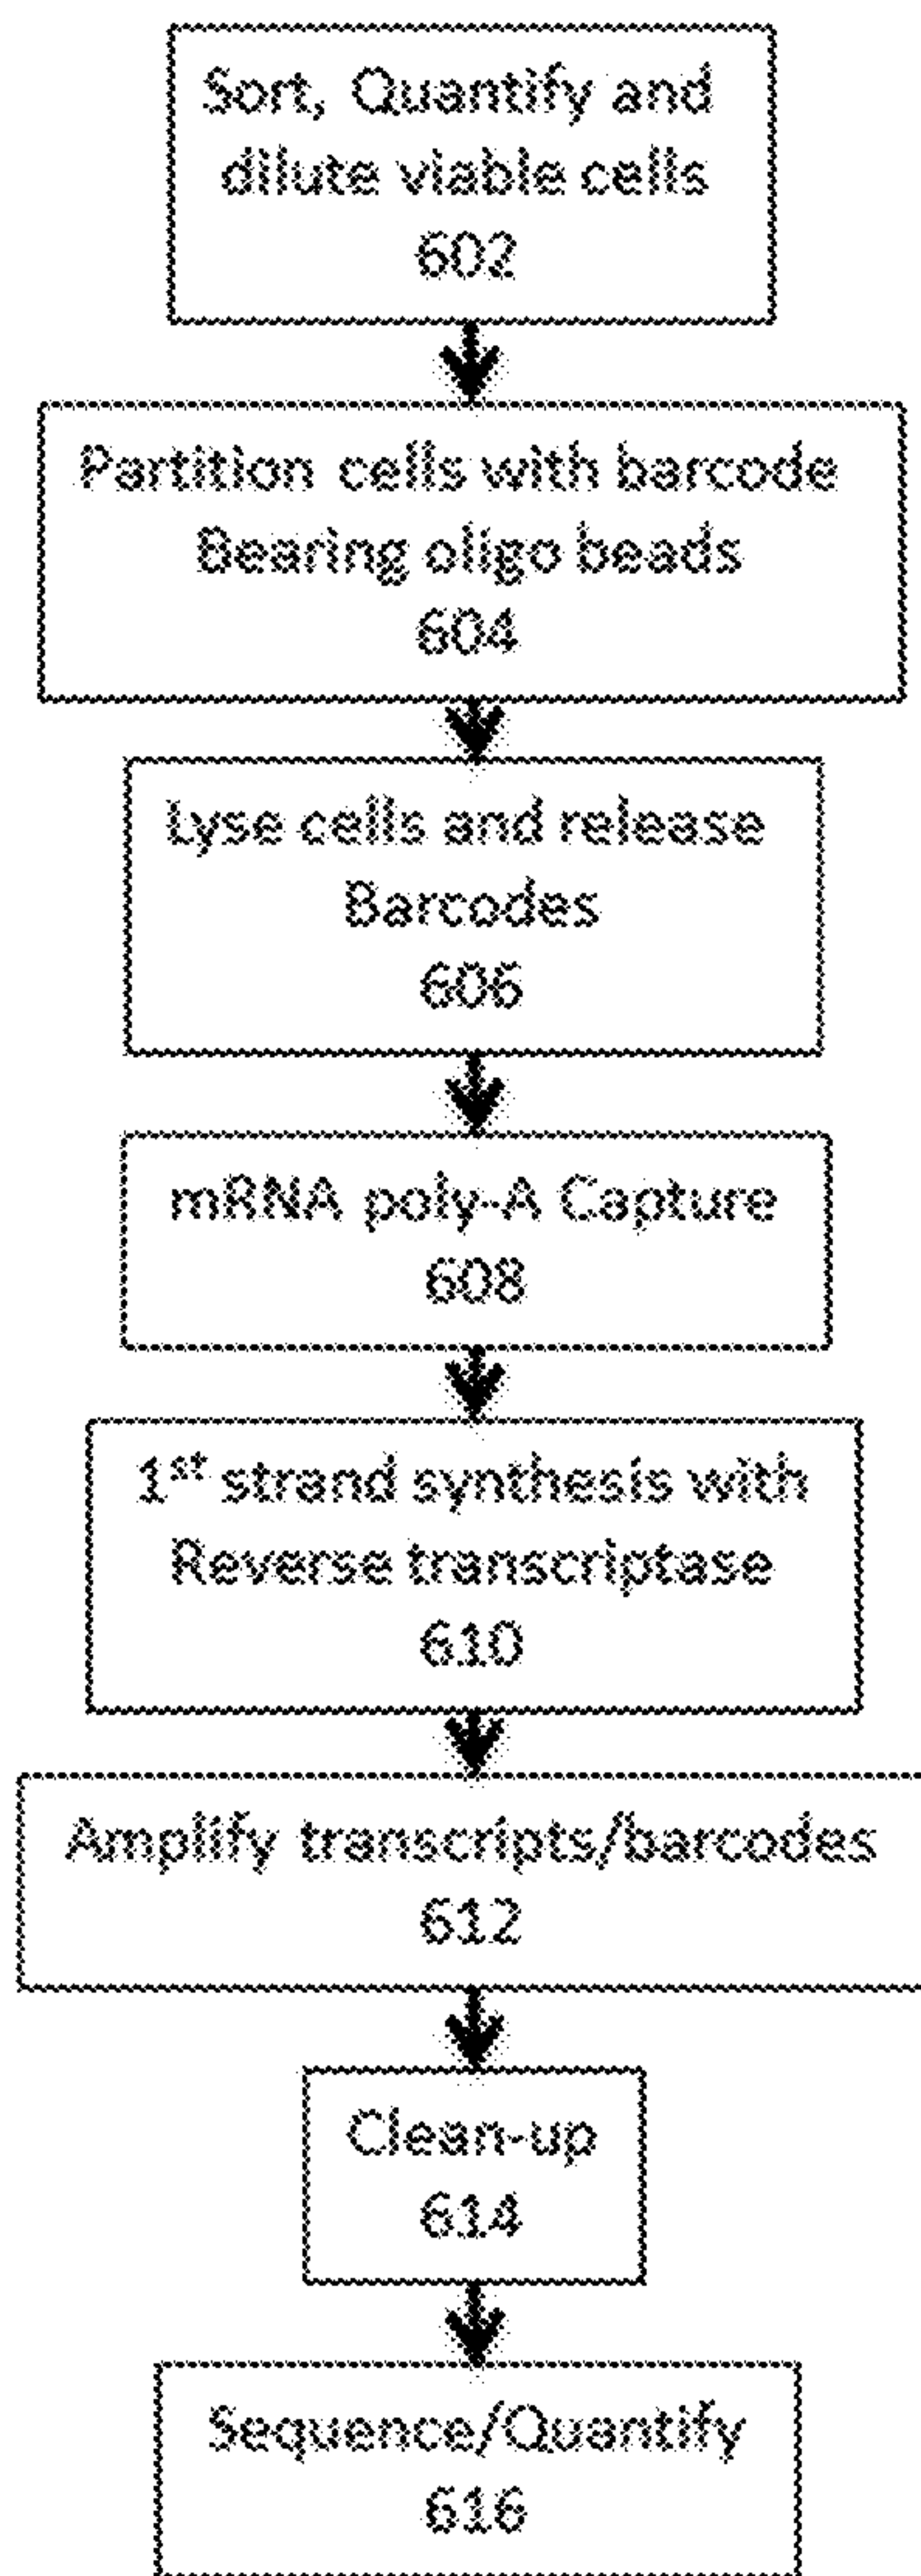 Sort, Quantify and
dilute viable cells
602
Partition cells with barcode
Bearing oligo beads
604
Lyse cells and release
Barcodes
606
mRNA poly-A Capture
608
1st strand synthesis with
Reverse transcriptase
610
Amplify transcripts/barcodes
612
Clean-up
614
Sequence/Quantify
616